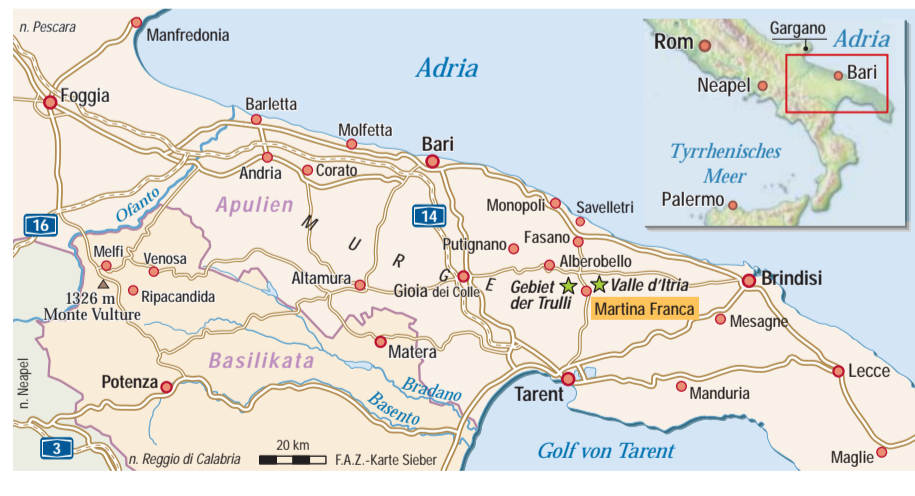 n. Pescara
Manfredonia
Foggia
Adria
Barletta
Molfetta
Bari
Andria
Corato
Ofanto
Apulien
16
14
MURGE
Monopoli
Savelletri
Putignano
Fasano
Melfi
Venosa
Alberobello
Altamura
Gioia dei Colle
Gebiet
der Trulli
Valle d'Itria
Brindisi
1326 m
Monte Vulture
Ripacandida
Martina Franca
Mesagne
Matera
Basilikata
Potenza
Bradano
Basento
Tarent
Manduria
Lecce
n. Neapel
3
n. Reggio di Calabria
20 km
F.A.Z.-Karte Sieber
Golf von Tarent
Maglie
Gargano
Adria
Rom
Neapel
Bari
Tyrrhenisches
Meer
Palermo